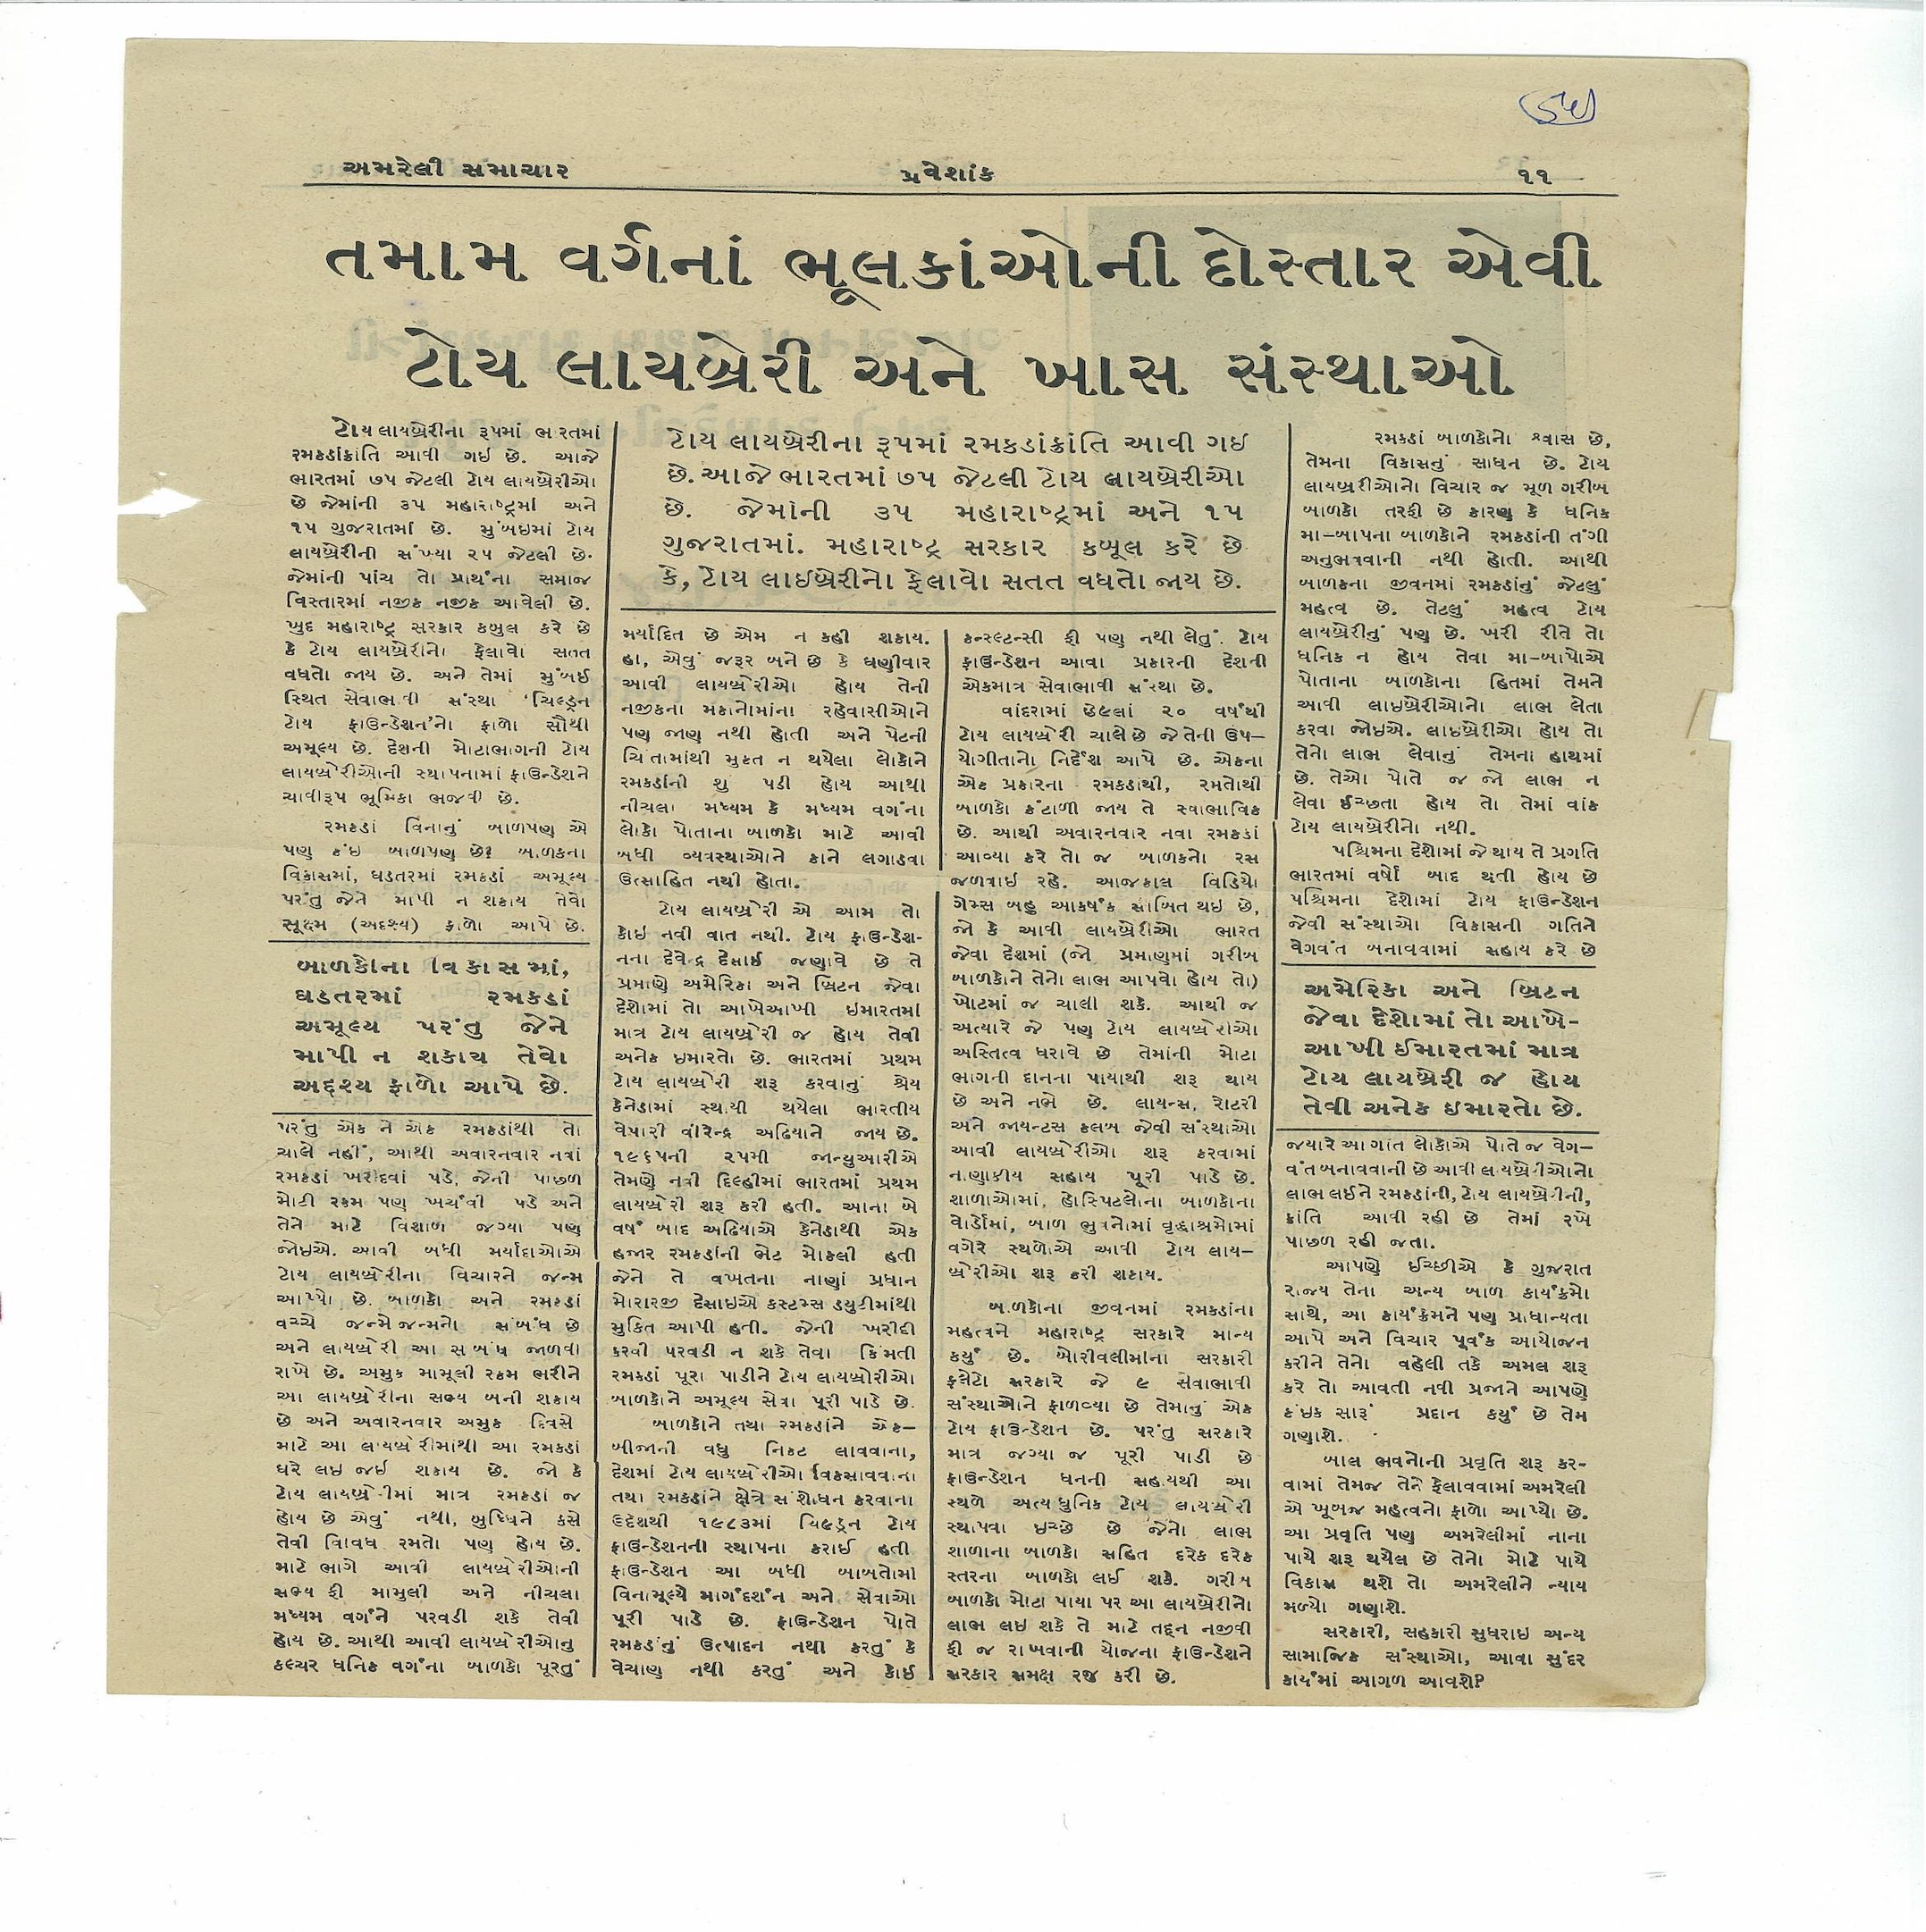 અમરેલી સમાચાર
પ્રવેશાંક
૧૧
તમામ વર્ગનાં ભૂલકાંઓની દોસ્તાર એવી
ટોય લાયબ્રેરી અને ખાસ સંસ્થાઓ
ટોય લાયબ્રેરીના રૂપમાં ભારતમાં
રમકડાંક્રાંતિ આવી ગઇ છે. આજે
ભારતમાં ૭૫ જેટલી ટોય લાયબ્રેરીઓ
છે જેમાંની ૩૫ મહારાષ્ટ્રમાં અને
૧૫ ગુજરાતમાં છે. મુંબઇમાં ટોય
લાયબ્રેરીની સંખ્યા ૨૫ જેટલી છે.
જેમાંની પાંચ તો પ્રાર્થના સમાજ
વિસ્તારમાં નજીક નજીક આવેલી છે.
ખુદ મહારાષ્ટ્ર સરકાર કબુલ કરે છે
કે ટોય લાયબ્રેરીનો ફેલાવો સતત
વધતો જાય છે. અને તેમાં મુંબઈ
સ્થિત સેવાભાવી સંસ્થા 'ચિલ્ડ્રન
ટોય ફાઉન્ડેશન'નો ફાળો સૌથી
અમૂલ્ય છે. દેશની મોટાભાગની ટોય
લાયબ્રેરીઓની સ્થાપનામાં ફાઉન્ડેશને
ચાવીરૂપ ભૂમિકા ભજવી છે.
રમકડાં વિનાનું બાળપણ એ
પણ કંઇ બાળપણ છે? બાળકના
વિકાસમાં, ઘડતરમાં રમકડાં અમૂલ્ય
પરંતુ જેને માપી ન શકાય તેવો
સૂક્ષ્મ (અદૃશ્ય) ફાળો આપે છે.
બાળકોના વિકાસમાં,
ઘડતરમાં રમકડાં
અમૂલ્ય પરંતુ જેને
માપી ન શકાય તેવો
અદૃશ્ય ફાળો આપે છે.
પરંતુ એક ને એક રમકડાંથી તો
ચાલે નહીં, આથી અવારનવાર નવાં
રમકડાં ખરીદવાં પડે, જેની પાછળ
મોટી રકમ પણ ખર્ચવી પડે અને
તેને માટે વિશાળ જગ્યા પણ
જોઇએ. આવી બધી મર્યાદાઓએ
ટોય લાયબ્રેરીના વિચારને જન્મ
આપ્યો છે. બાળકો અને રમકડાં
વચ્ચે જન્મેજન્મનો સંબંધ છે
અને લાયબ્રેરી આ સંબંધ જાળવી
રાખે છે. અમુક મામૂલી રકમ ભરીને
આ લાયબ્રેરીના સભ્ય બની શકાય
છે અને અવારનવાર અમુક દિવસે
માટે આ લાયબ્રેરીમાંથી આ રમકડાં
ઘરે લઇ જઇ શકાય છે. જો કે
ટોય લાયબ્રેરીમાં માત્ર રમકડાં જ
હોય છે એવું નથી, બુધ્ધિને કસે
તેવી વિવિધ રમતો પણ હોય છે.
માટે ભાગે આવી લાયબ્રેરીઓની
સભ્ય ફી મામુલી અને નીચલા
મધ્યમ વર્ગને પરવડી શકે તેવી
હોય છે. આથી આવી લાયબ્રેરીઓનું
કલ્ચર ધનિક વર્ગના બાળકો પૂરતું
ટોય લાયબ્રેરીના રૂપમાં રમકડાંક્રાંતિ આવી ગઇ
છે. આજે ભારતમાં ૭૫ જેટલી ટોય લાયબ્રેરીઓ
છે. જેમાંની ૩૫ મહારાષ્ટ્રમાં અને ૧૫
ગુજરાતમાં. મહારાષ્ટ્ર સરકાર કબૂલ કરે છે
કે, ટોય લાઇબ્રેરીનો ફેલાવો સતત વધતો જાય છે.
મર્યાદિત છે એમ ન કહી શકાય.
હા, એવું જરૂર બને છે કે ઘણીવાર
આવી લાયબ્રેરીઓ હોય તેની
નજીકના મકાનોમાંના રહેવાસીઓને
પણ જાણ નથી હોતી અને પેટની
ચિંતામાંથી મુક્ત ન થયેલા લોકોને
રમકડાંની શુ પડી હોય આથી
નીચલા મધ્યમ કે મધ્યમ વર્ગના
લોકો પોતાના બાળકો માટે આવી
બધી વ્યવસ્થાઓને કાને લગાડવા
ઉત્સાહિત નથી હોતા.
ટોય લાયબ્રેરી એ આમ તો
કોઇ નવી વાત નથી. ટોય ફાઉન્ડેશ-
નના દેવેન્દ્ર દેસાઈ જણાવે છે તે
પ્રમાણે અમેરિકા અને બ્રિટન જેવા
દેશોમાં તો આખેઆખી ઇમારતમાં
માત્ર ટોય લાયબ્રેરી જ હોય તેવી
અનેક ઇમારતો છે. ભારતમાં પ્રથમ
ટોય લાયબ્રેરી શરૂ કરવાનું શ્રેય
કેનેડામાં સ્થાયી થયેલા ભારતીય
વેપારી વીરેન્દ્ર અઢિયાને જાય છે.
૧૯૬૫ની ૨૫મી જાન્યુઆરીએ
તેમણે નવી દિલ્હીમાં ભારતમાં પ્રથમ
લાયબ્રેરી શરૂ કરી હતી. આના બે
વર્ષ બાદ અઢિયાએ કેનેડાથી એક
હજાર રમકડાંની ભેટ મોકલી હતી
જેને તે વખતના નાણાં પ્રધાન
મોરારજી દેસાઇએ કસ્ટમ્સ ડયુટીમાંથી
મુક્તિ આપી હતી. જેની ખરીદી
કરવી પરવડી ન શકે તેવા કિંમતી
રમકડાં પૂરા પાડીને ટોય લાયબ્રોરીઓ
બાળકોને અમૂલ્ય સેવા પૂરી પાડે છે.
બાળકોને તથા રમકડાંને એક-
બીજાની વધુ નિકટ લાવવાના,
દેશમાં ટોય લાયબ્રેરીઓ વિકસાવવાના
તથા રમકડાંને ક્ષેત્રે સંશોધન કરવાના
ઉદેશથી ૧૯૮૩માં ચિલ્ડ્રન ટોય
ફાઉન્ડેશનની સ્થાપના કરાઈ હતી
ફાઉન્ડેશન આ બધી બાબતોમાં
વિનામૂલ્યે માર્ગદર્શન અને સેવાઓ
પૂરી પાડે છે. ફાઉન્ડેશન પોતે
રમકડાંનું ઉત્પાદન નથી કરતું કે
વેચાણ નથી કરતું અને કોઈ
કન્સલ્ટન્સી ફી પણ નથી લેતું. ટોય
ફાઉન્ડેશન આવા પ્રકારની દેશની
એકમાત્ર સેવાભાવી સંસ્થા છે.
વાંદરામાં છેલ્લાં ૨૦ વર્ષથી
ટોય લાયબ્રેરી ચાલે છે જે તેની ઉપ-
યોગીતાનો નિર્દેશ આપે છે. એકના
એક પ્રકારના રમકડાથી, રમતોથી
બાળકો કંટાળી જાય તે સ્વાભાવિક
છે. આથી અવારનવાર નવા રમકડાં
આવ્યા કરે તો જ બાળકનો રસ
જળવાઇ રહે. આજકાલ વિડિયો
ગેમ્સ બહુ આકર્ષક સાબિત થઇ છે,
જો કે આવી લાયબ્રેરીઓ ભારત
જેવા દેશમાં (જો પ્રમાણમાં ગરીબ
બાળકોને તેનો લાભ આપવો હોય તો)
ખોટમાં જ ચાલી શકે. આથી જ
અત્યારે જે પણ ટોય લાયબ્રેરીઓ
અસ્તિત્વ ધરાવે છે તેમાંની મોટા
ભાગની દાનના પાયાથી શરૂ થાય
છે અને નભે છે. લાયન્સ, રોટરી
અને જાયન્ટસ કલબ જેવી સંસ્થાઓ
આવી લાયબ્રેરીઓ શરૂ કરવામાં
નાણાકીય સહાય પૂરી પાડે છે.
શાળાઓમાં, હોસ્પિટલોના બાળકોના
વોર્ડોમાં, બાળ ભુવનોમાં વૃદ્ધાશ્રમોમાં
વગેરે સ્થળોએ આવી ટોય લાય-
બ્રેરીઓ શરૂ કરી શકાય.
બાળકોના જીવનમાં રમકડાંના
મહત્વને મહારાષ્ટ્ર સરકારે માન્ય
કર્યું છે. બોરીવલીમાંના સરકારી
ફ્લેટો સરકારે જે ૯ સેવાભાવી
સંસ્થાઓને ફાળવ્યા છે તેમાનું એક
ટોય ફાઉન્ડેશન છે. પરંતુ સરકારે
માત્ર જગ્યા જ પૂરી પાડી છે
ફાઉન્ડેશન ધનની સહાયથી આ
સ્થળે અત્યાધુનિક ટોય લાયબ્રેરી
સ્થાપવા ઇચ્છે છે જેનો લાભ
શાળાના બાળકો સહિત દરેક દરેક
સ્તરના બાળકો લઈ શકે. ગરીબ
બાળકો મોટા પાયા પર આ લાયબ્રેરીનો
લાભ લઇ શકે તે માટે તદ્દન નજીવી
ફી જ રાખવાની યોજના ફાઉન્ડેશને
સરકાર સમક્ષ રજુ કરી છે.
રમકડાં બાળકોનો શ્વાસ છે,
તેમના વિકાસનું સાધન છે. ટોય
લાયબ્રરીઓનો વિચાર જ મૂળ ગરીબ
બાળકો તરફી છે કારણ કે ધનિક
મા-બાપના બાળકોને રમકડાંની તંગી
અનુભવવાની નથી હોતી. આથી
બાળકના જીવનમાં રમકડાંનું જેટલું
મહત્વ છે. તેટલું મહત્વ ટોય
લાયબ્રેરીનું પણ છે. ખરી રીતે તો
ધનિક ન હોય તેવા મા-બાપોએ
પોતાના બાળકોના હિતમાં તેમને
આવી લાઇબ્રેરીઓનો લાભ લેતા
કરવા જોઇએ. લાઇબ્રેરીઓ હોય તો
તેનો લાભ લેવાનું તેમના હાથમાં
છે. તેઓ પોતે જ જો લાભ ન
લેવા ઈચ્છતા હોય તો તેમાં વાંક
ટોય લાયબ્રેરીનો નથી.
પશ્ચિમના દેશોમાં જે થાય તે પ્રગતિ
ભારતમાં વર્ષો બાદ થતી હોય છે
પશ્ચિમના દેશોમાં ટોય ફાઉન્ડેશન
જેવી સંસ્થાઓ વિકાસની ગતિને
વેગવંત બનાવવામાં સહાય કરે છે
અમેરિકા અને બ્રિટન
જેવા દેશોમાં તો આખે-
આખી ઈમારતમાં માત્ર
ટોય લાયબ્રેરી જ હોય
તેવી અનેક ઇમારતો છે.
જયારે આગાંત લોકોએ પોતે જ વેગ-
વંત બનાવવાની છે આવી લાયબ્રેરીઓનો
લાભ લઈને રમકડાંની, ટોય લાયબ્રેરીની,
ક્રાંતિ આવી રહી છે તેમાં રખે
પાછળ રહી જતા.
આપણે ઈચ્છીએ કે ગુજરાત
રાજ્ય તેના અન્ય બાળ કાર્યક્રમો
સાથે, આ કાર્યક્રમને પણ પ્રાધાન્યતા
આપે અને વિચાર પૂર્વક આયોજન
કરીને તેનો વહેલી તકે અમલ શરૂ
કરે તો આવતી નવી પ્રજાને આપણે
કંઇક સારૂં પ્રદાન કર્યું છે તેમ
ગણાશે.
બાલ ભવનોની પ્રવૃતિ શરૂ કર-
વામાં તેમજ તેને ફેલાવવામાં અમરેલી
એ ખૂબજ મહત્વનો ફાળો આપ્યો છે.
આ પ્રવૃતિ પણ અમરેલીમાં નાના
પાયે શરૂ થયેલ છે તેનો મોટે પાયે
વિકાસ થશે તો અમરેલીને ન્યાય
મળ્યો ગણાશે.
સરકારી, સહકારી સુધરાઇ અન્ય
સામાજિક સંસ્થાઓ, આવા સુંદર
કાર્યમાં આગળ આવશે?